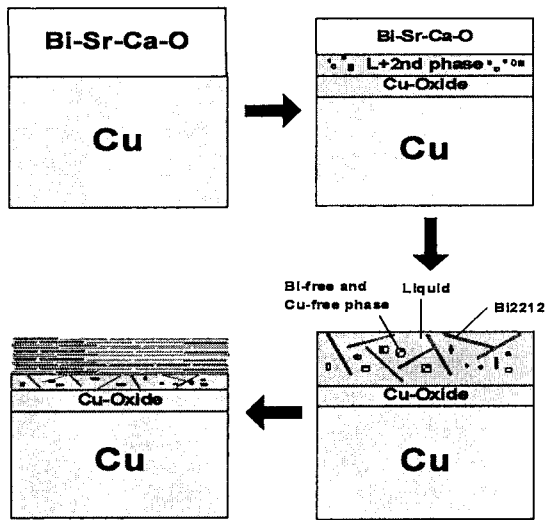 Bi-Sr-Ca-O
Cu
Bi-Sr-Ca-O
L+2nd phase
Cu-Oxide
Cu
Bi-free and
Cu-free phase
Liquid
Bi2212
Cu-Oxide
Cu
Cu-Oxide
Cu